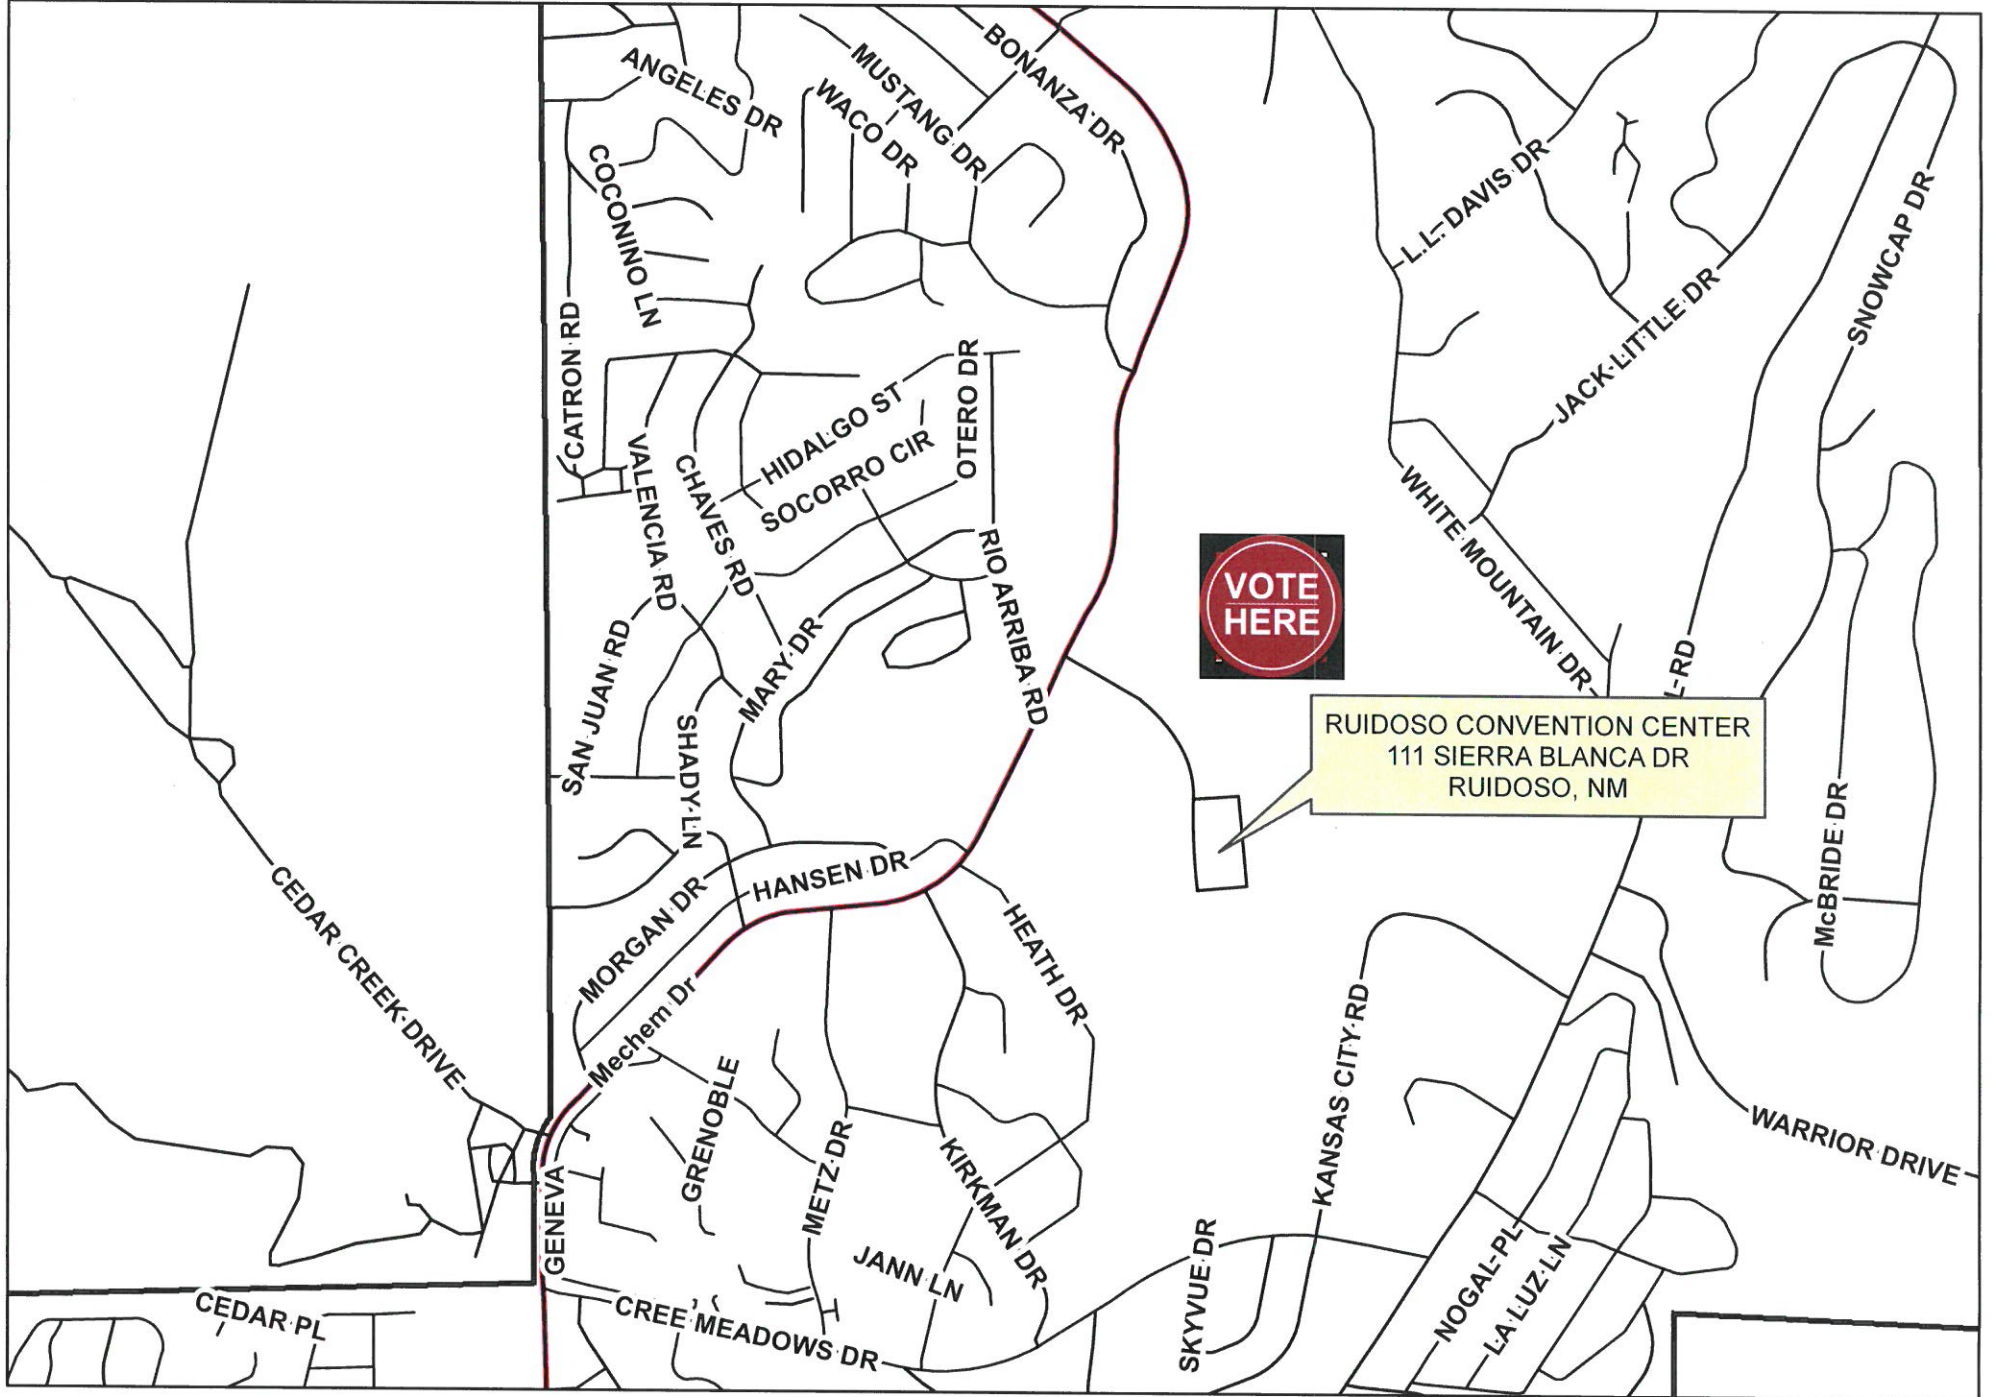 BONANZA DR
MUSTANG DR
ANGELES DR
WACO DR
COCONINO LN
L.L. DAVIS DR
SNOWCAP DR
CATRON RD
JACK LITTLE DR
OTERO DR
HIDALGO ST
SOCORRO CIR
VALENCIA RD
CHAVES RD
WHITE MOUNTAIN DR
RIO ARRIBA RD
VOTE
HERE
MARY DR
SAN JUAN RD
L RD
SHADY LN
RUIDOSO CONVENTION CENTER
111 SIERRA BLANCA DR
RUIDOSO, NM
McBRIDE DR
HANSEN DR
MORGAN DR
HEATH DR
CEDAR CREEK DRIVE
Mechem Dr
KANSAS CITY RD
GRENOBLE
METZ DR
KIRKMAN DR
WARRIOR DRIVE
GENEVA
JANN LN
SKYVUE DR
NOGAL PL
LA LUZ LN
CEDAR PL
CREE MEADOWS DR